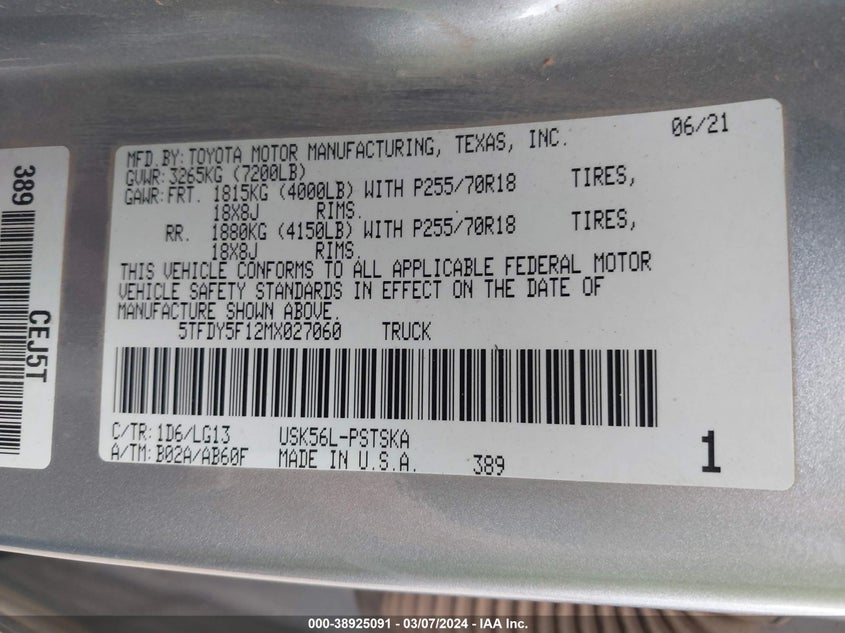 389
CEJ5T
06/21
MFD.BY:TOYOTA MOTOR MANUFACTURING, TEXAS, INC.
GVWR:3265KG (7200LB)
GAWR:FRT. 1815KG (4000LB) WITH P255/70R18 TIRES,
18X8J RIMS.
RR. 1880KG (4150LB) WITH P255/70R18 TIRES,
18X8J RIMS.
THIS VEHICLE CONFORMS TO ALL APPLICABLE FEDERAL MOTOR
VEHICLE SAFETY STANDARDS IN EFFECT ON THE DATE OF
MANUFACTURE SHOWN ABOVE.
5TFDY5F12MX027060 TRUCK
C/TR:1D6/LG13 USK56L-PSTSKA
A/TM:B02A/AB60F MADE IN U.S.A. 389
1
000-38925091 - 03/07/2024 - IAA Inc.